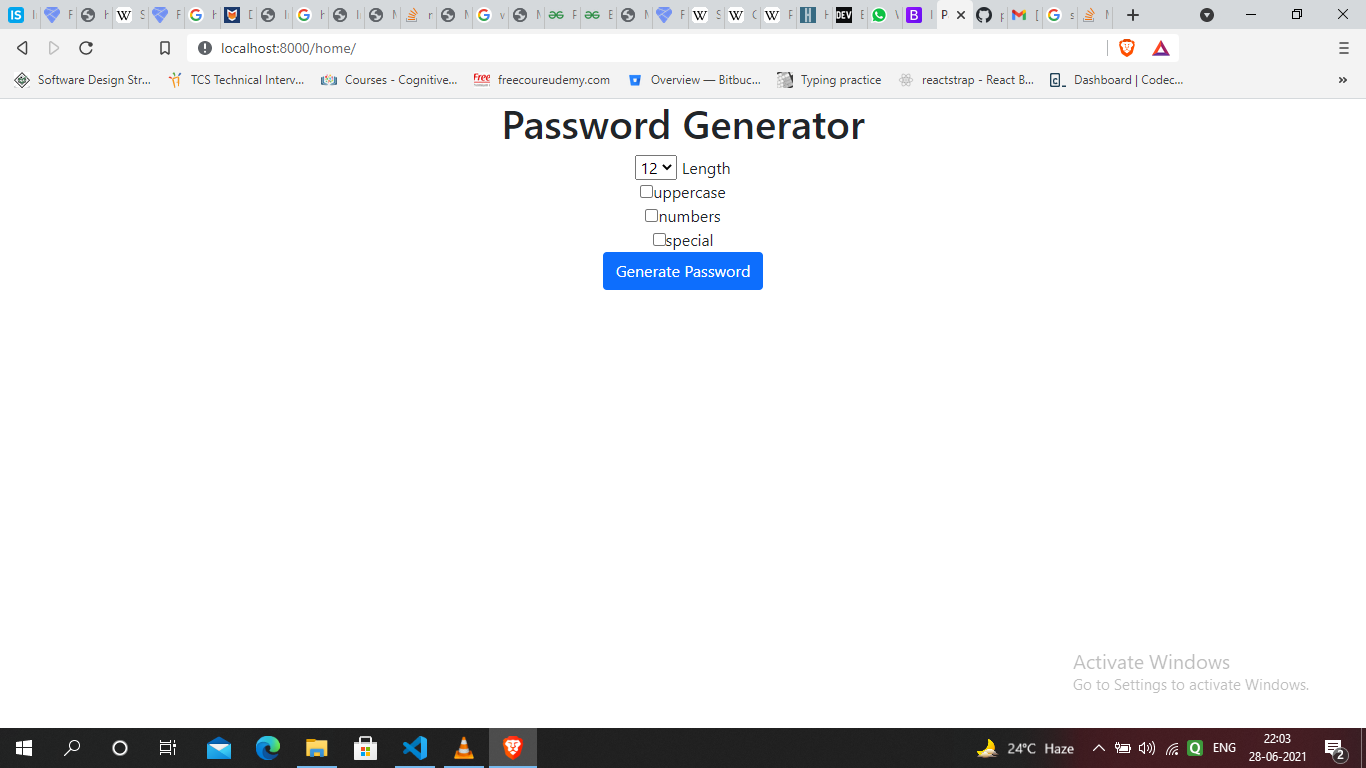 localhost:8000/home/
Software Design Str... TCS Technical Interv... Courses - Cognitive... freecoureudemy.com Overview — Bitbuc... Typing practice reactstrap - React B... Dashboard | Codec... »
Password Generator
12 Length
uppercase
numbers
special
Generate Password
Activate Windows
Go to Settings to activate Windows.
24°C Haze ENG 22:03
28-06-2021 2